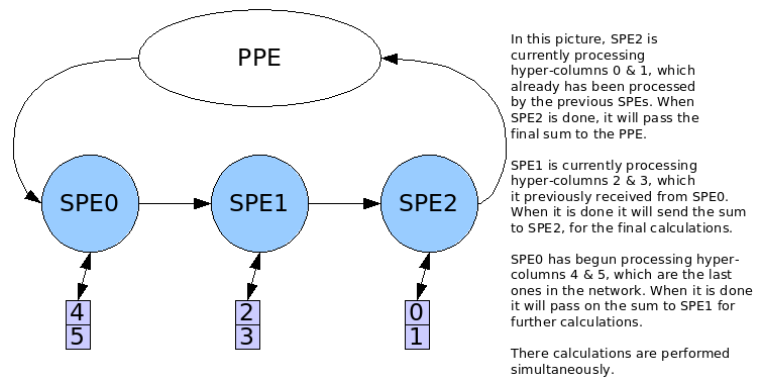 PPE
SPE0
SPE1
SPE2
4
5
2
3
0
1
In this picture, SPE2 is
currently processing
hyper-columns 0 & 1, which
already has been processed
by the previous SPEs. When
SPE2 is done, it will pass the
final sum to the PPE.
SPE1 is currently processing
hyper-columns 2 & 3, which
it previously received from SPE0.
When it is done it will send the sum
to SPE2, for the final calculations.
SPE0 has begun processing hyper-
columns 4 & 5, which are the last
ones in the network. When it is done
it will pass on the sum to SPE1 for
further calculations.
There calculations are performed
simultaneously.